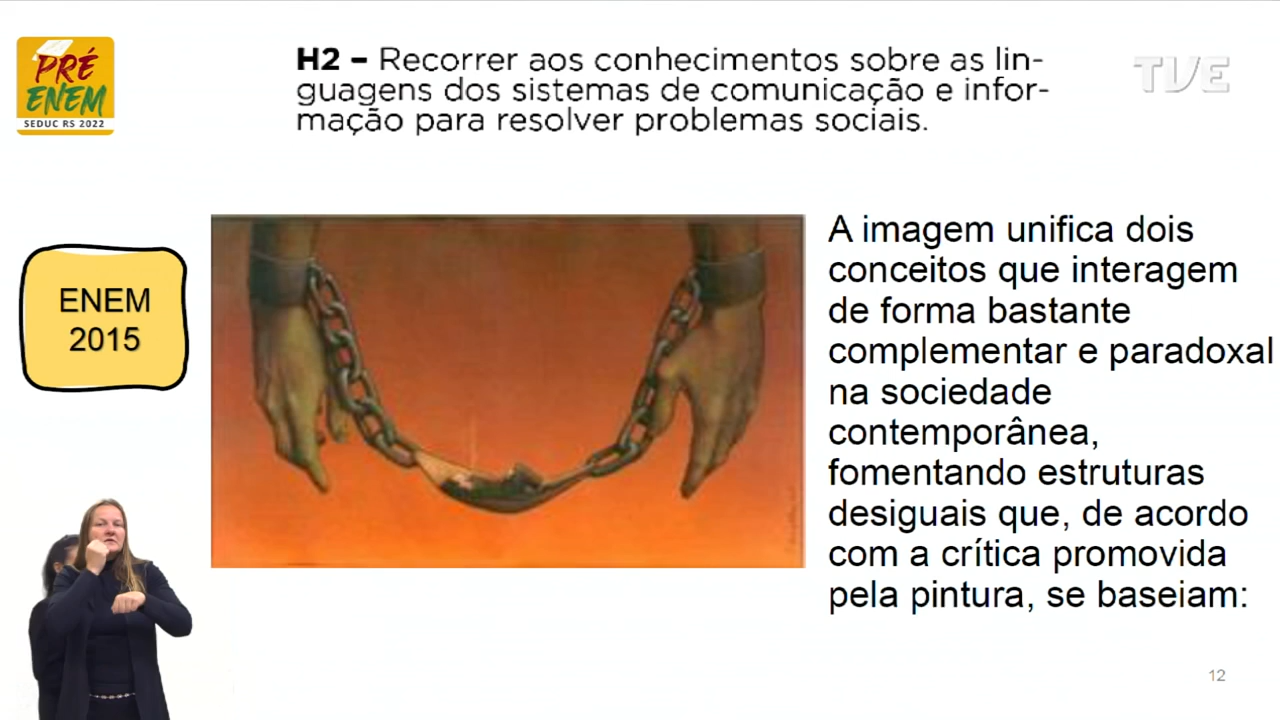 PRÉ
ENEM
SEDUC RS 2022
H2 – Recorrer aos conhecimentos sobre as lin-
guagens dos sistemas de comunicação e infor-
mação para resolver problemas sociais.
TVE
ENEM
2015
A imagem unifica dois
conceitos que interagem
de forma bastante
complementar e paradoxal
na sociedade
contemporânea,
fomentando estruturas
desiguais que, de acordo
com a crítica promovida
pela pintura, se baseiam:
12